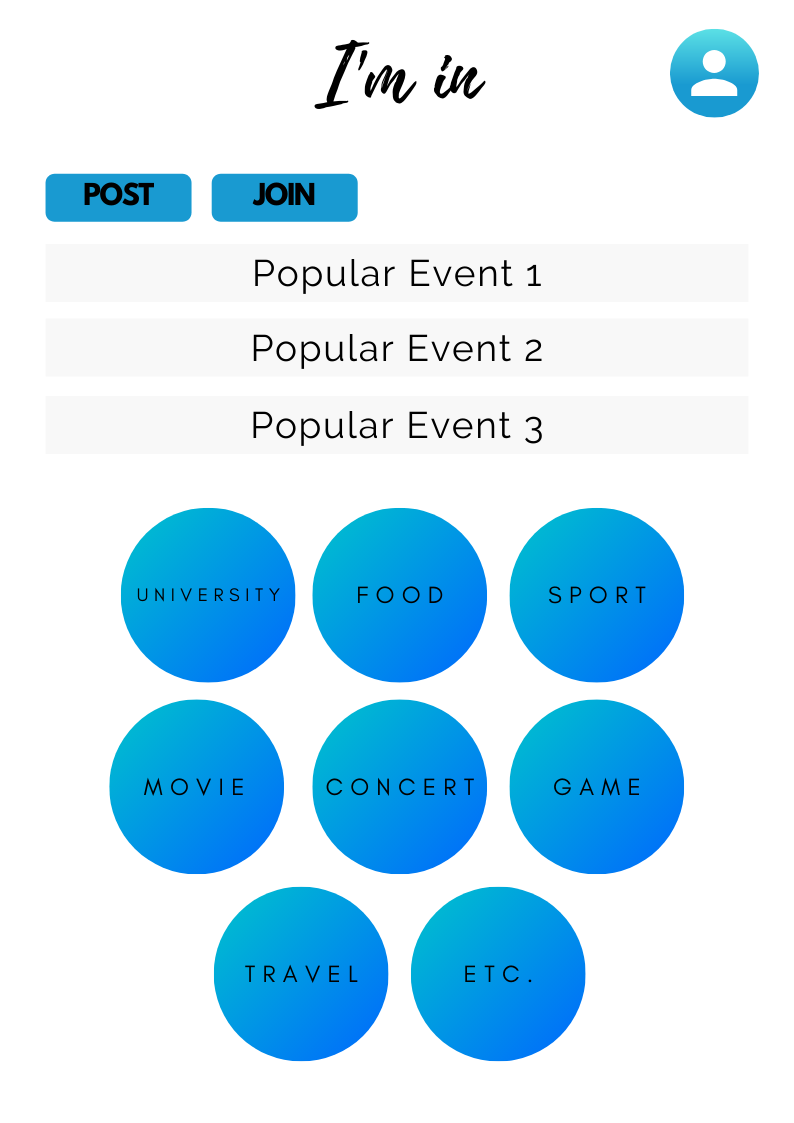 I'm in
POST JOIN
Popular Event 1
Popular Event 2
Popular Event 3
UNIVERSITY FOOD SPORT
MOVIE CONCERT GAME
TRAVEL ETC.